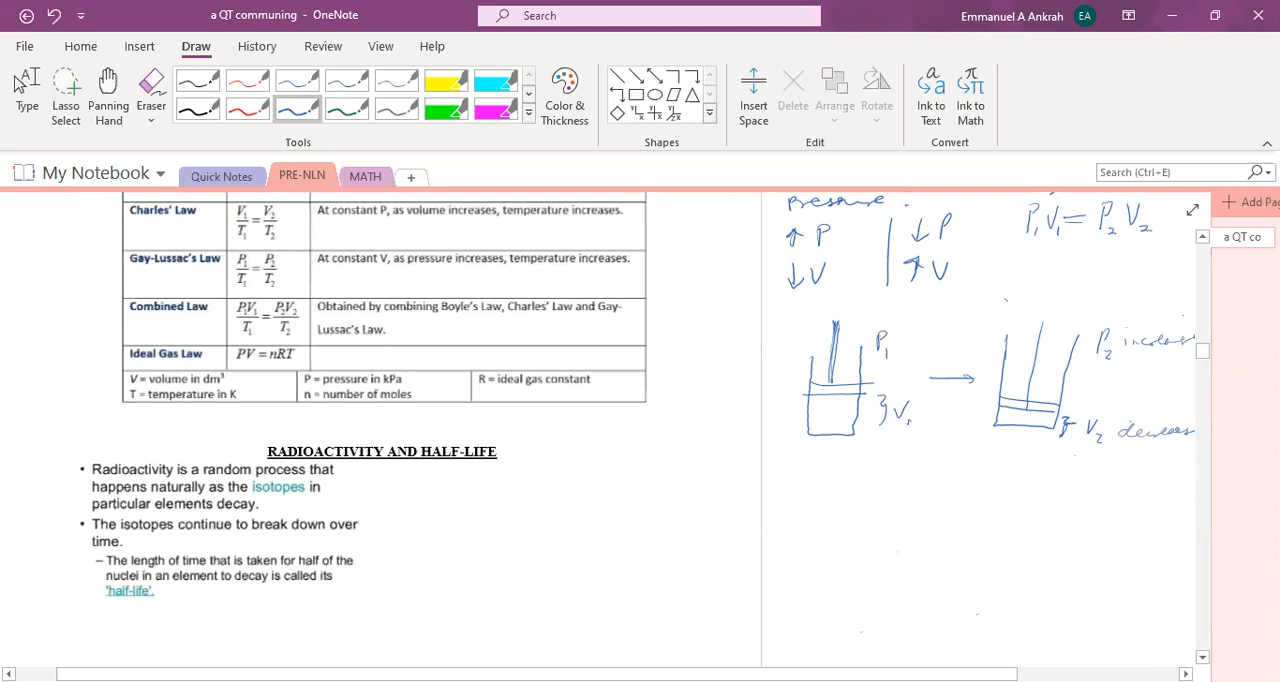 a QT communing - OneNote
Search
Emmanuel A Ankrah
EA
File
Home
Insert
Draw
History
Review
View
Help
Type
Lasso
Select
Panning
Hand
Eraser
Color &
Thickness
Insert
Space
Delete
Arrange
Rotate
Ink to
Text
Ink to
Math
Tools
Shapes
Edit
Convert
My Notebook
Quick Notes
PRE-NLN
MATH
Search (Ctrl+E)
Add Pag
a QT co
Charles' Law
V₁/T₁ = V₂/T₂
At constant P, as volume increases, temperature increases.
Gay-Lussac's Law
P₁/T₁ = P₂/T₂
At constant V, as pressure increases, temperature increases.
Combined Law
P₁V₁/T₁ = P₂V₂/T₂
Obtained by combining Boyle's Law, Charles' Law and Gay-
Lussac's Law.
Ideal Gas Law
PV = nRT
V = volume in dm³
T = temperature in K
P = pressure in kPa
n = number of moles
R = ideal gas constant
RADIOACTIVITY AND HALF-LIFE
• Radioactivity is a random process that
happens naturally as the isotopes in
particular elements decay.
• The isotopes continue to break down over
time.
– The length of time that is taken for half of the
nuclei in an element to decay is called its
'half-life'.
pressure.
↑ P
↓ V
↓ P
↑ V
P₁V₁ = P₂V₂
P₁
V₁
→
P₂ increases
V₂ decreas